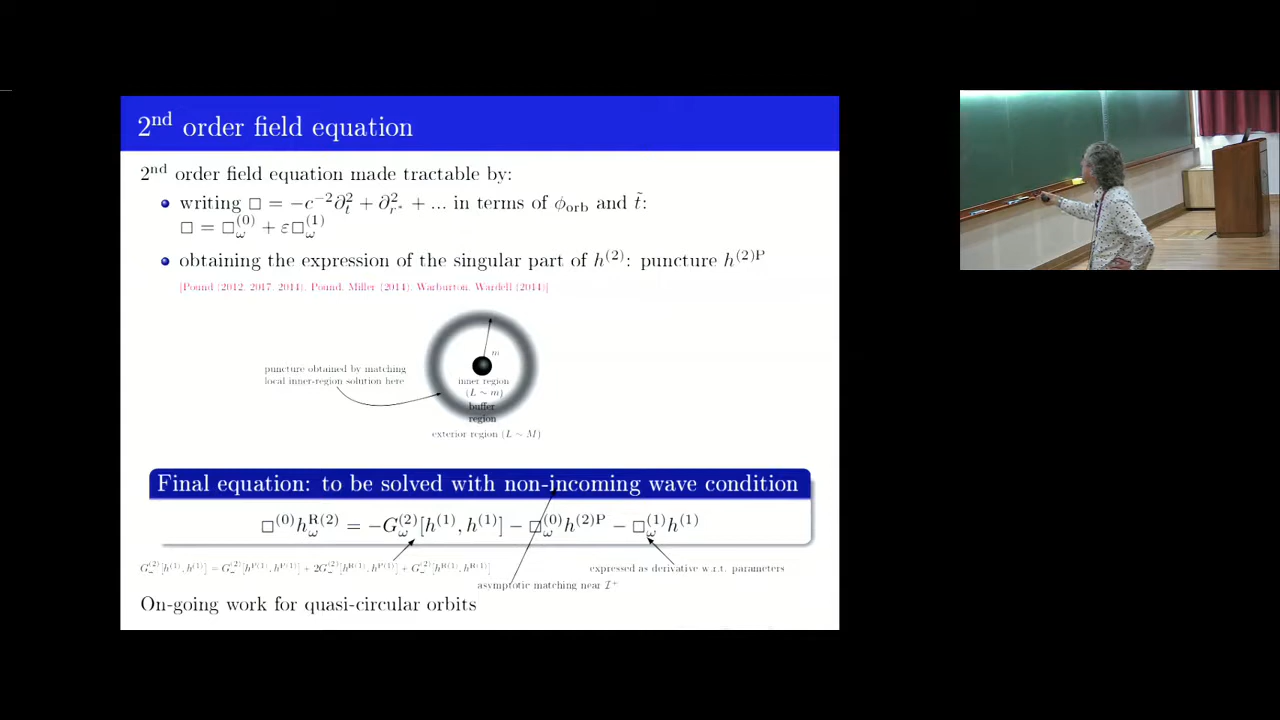 2nd order field equation
2nd order field equation made tractable by:
writing □ = −c⁻²∂²ₜ + ∂²ᵣ* + ... in terms of ϕ_orb and t̃:
□ = □_ω^(0) + ε□_ω^(1)
obtaining the expression of the singular part of h^(2): puncture h^(2)P
[Pound (2012, 2017, 2014), Pound, Miller (2014), Warburton, Wardell (2014)]
m
puncture obtained by matching
local inner-region solution here
inner region
(L ∼ m)
buffer
region
exterior region (L ∼ M)
Final equation: to be solved with non-incoming wave condition
□^(0)h_ω^R(2) = −G_ω^(2)[h^(1), h^(1)] − □_ω^(0)h^(2)P − □_ω^(1)h^(1)
expressed as derivative w.r.t. parameters
asymptotic matching near ℐ⁺
On-going work for quasi-circular orbits